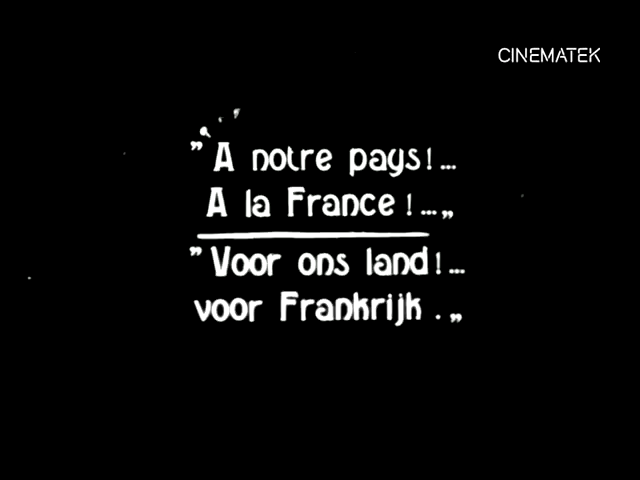 CINEMATEK
"A notre pays!...
A la France!...„
"Voor ons land!...
voor Frankrijk .„